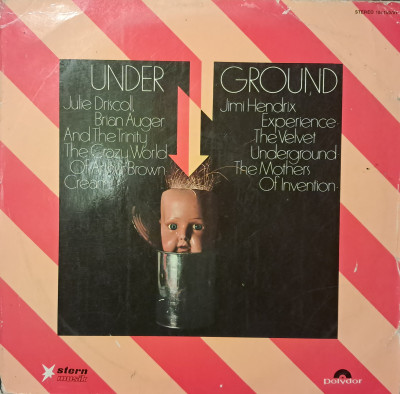 STEREO
UNDER GROUND
Julie Driscol,
Brian Auger
And The Trinity
The Crazy World
Of Arthur Brown
Cream
Jimi Hendrix
Experience
The Velvet
Underground
The Mothers
Of Invention
stern
musik
polydor